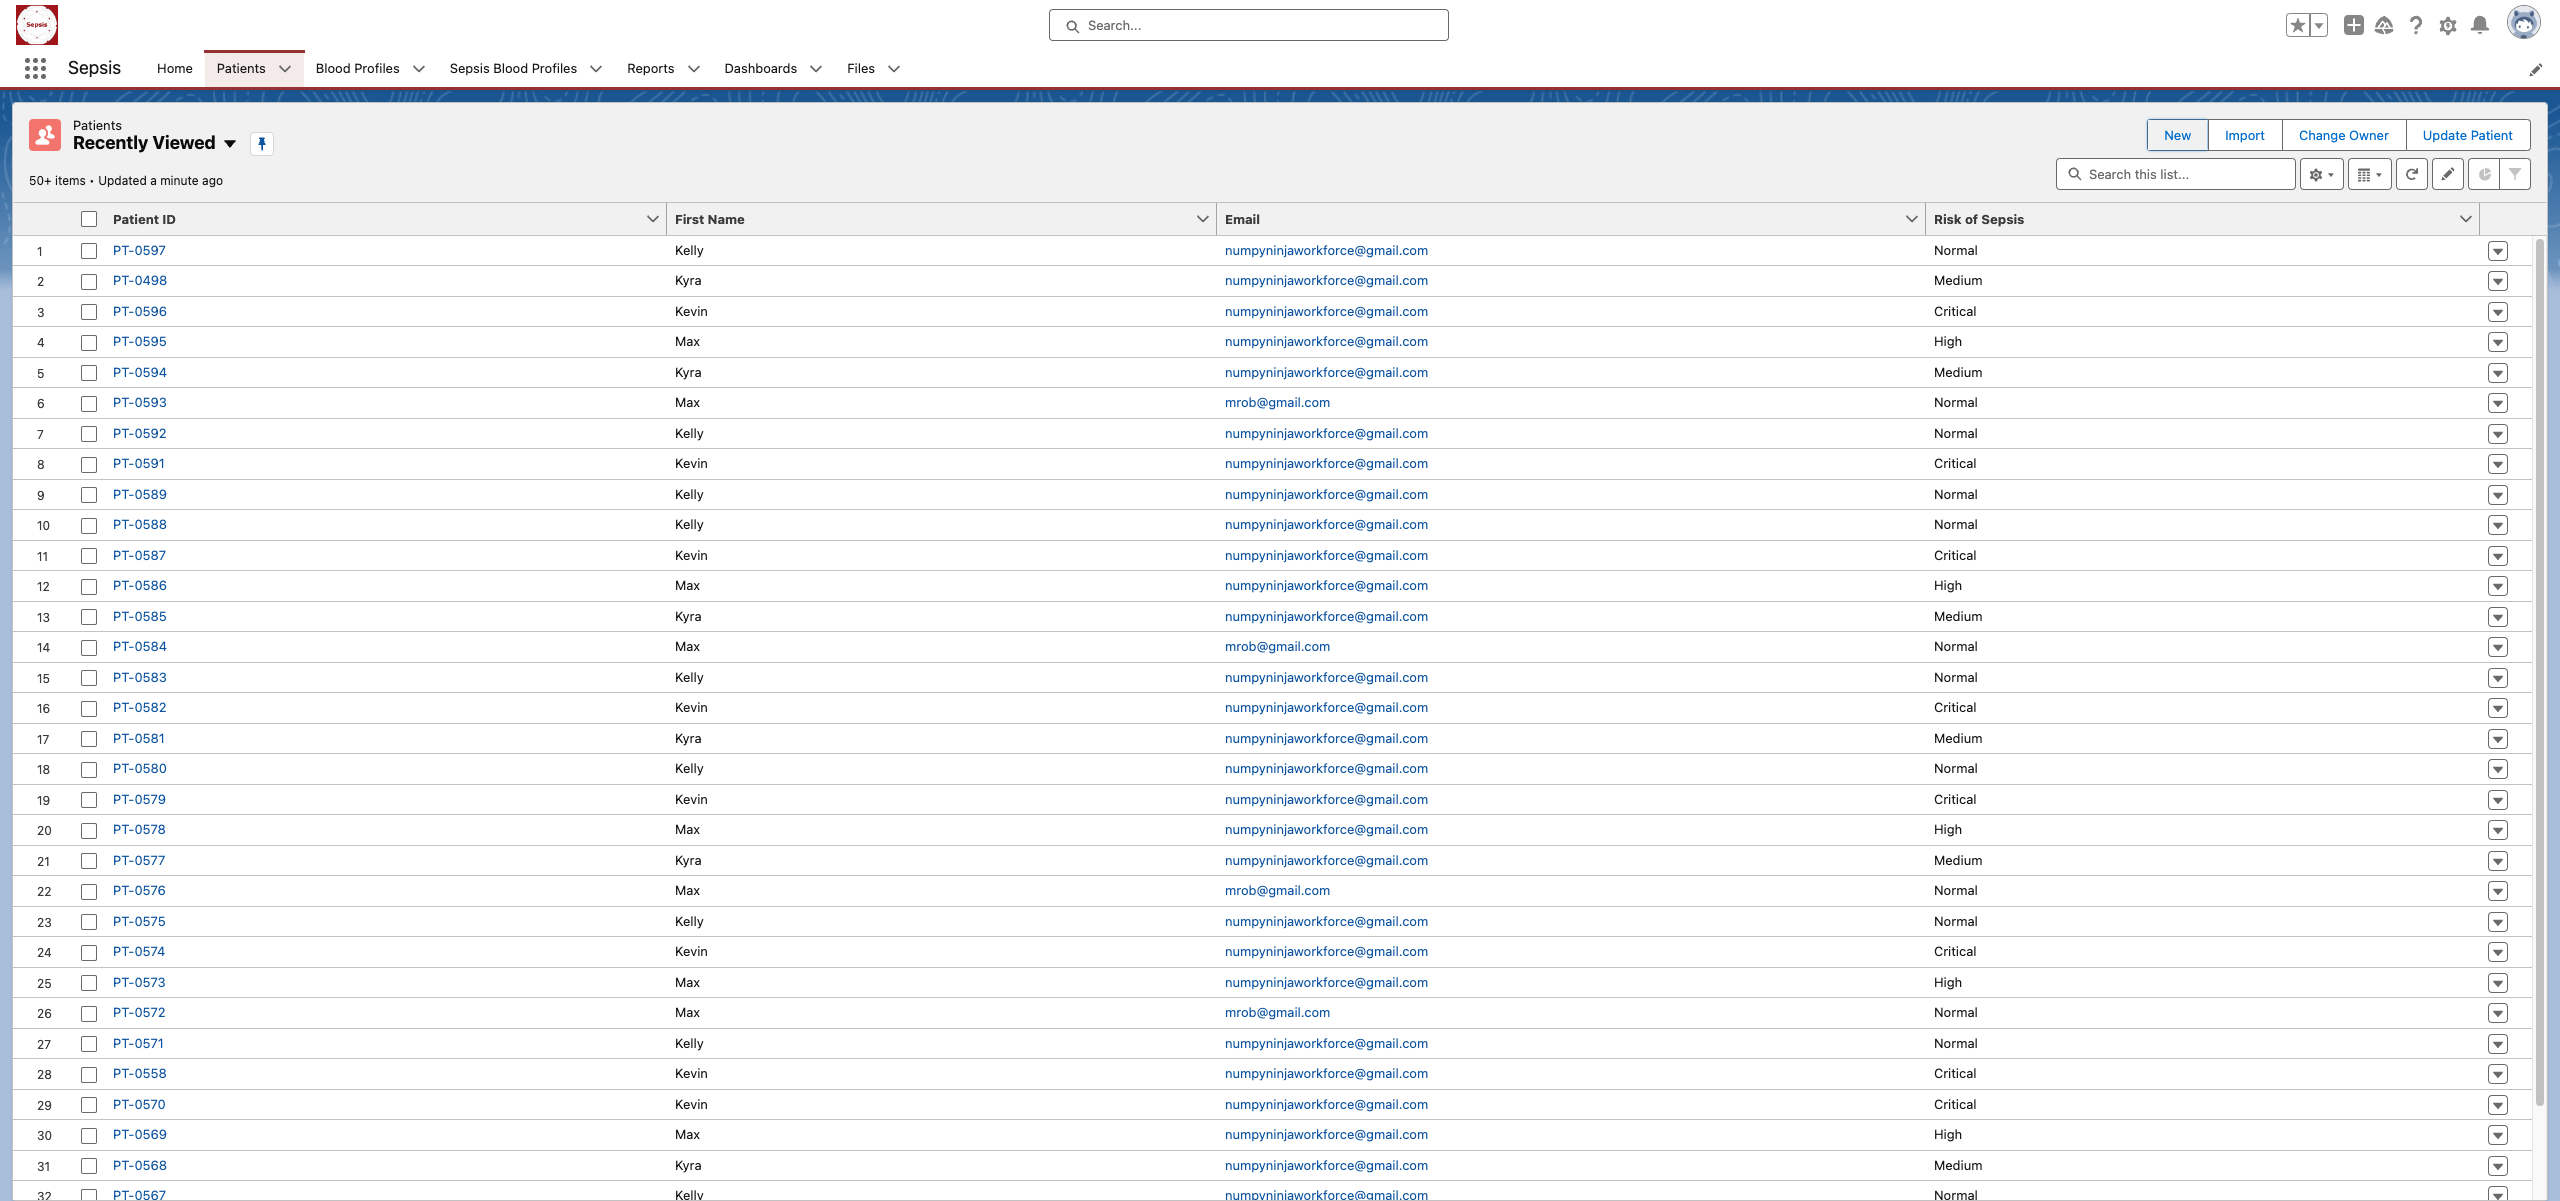 Sepsis
Search...
Sepsis Home Patients Blood Profiles Sepsis Blood Profiles Reports Dashboards Files
Patients
Recently Viewed
New Import Change Owner Update Patient
50+ items • Updated a minute ago
Search this list...
Patient ID First Name Email Risk of Sepsis
1 PT-0597 Kelly numpyninjaworkforce@gmail.com Normal
2 PT-0498 Kyra numpyninjaworkforce@gmail.com Medium
3 PT-0596 Kevin numpyninjaworkforce@gmail.com Critical
4 PT-0595 Max numpyninjaworkforce@gmail.com High
5 PT-0594 Kyra numpyninjaworkforce@gmail.com Medium
6 PT-0593 Max mrob@gmail.com Normal
7 PT-0592 Kelly numpyninjaworkforce@gmail.com Normal
8 PT-0591 Kevin numpyninjaworkforce@gmail.com Critical
9 PT-0589 Kelly numpyninjaworkforce@gmail.com Normal
10 PT-0588 Kelly numpyninjaworkforce@gmail.com Normal
11 PT-0587 Kevin numpyninjaworkforce@gmail.com Critical
12 PT-0586 Max numpyninjaworkforce@gmail.com High
13 PT-0585 Kyra numpyninjaworkforce@gmail.com Medium
14 PT-0584 Max mrob@gmail.com Normal
15 PT-0583 Kelly numpyninjaworkforce@gmail.com Normal
16 PT-0582 Kevin numpyninjaworkforce@gmail.com Critical
17 PT-0581 Kyra numpyninjaworkforce@gmail.com Medium
18 PT-0580 Kelly numpyninjaworkforce@gmail.com Normal
19 PT-0579 Kevin numpyninjaworkforce@gmail.com Critical
20 PT-0578 Max numpyninjaworkforce@gmail.com High
21 PT-0577 Kyra numpyninjaworkforce@gmail.com Medium
22 PT-0576 Max mrob@gmail.com Normal
23 PT-0575 Kelly numpyninjaworkforce@gmail.com Normal
24 PT-0574 Kevin numpyninjaworkforce@gmail.com Critical
25 PT-0573 Max numpyninjaworkforce@gmail.com High
26 PT-0572 Max mrob@gmail.com Normal
27 PT-0571 Kelly numpyninjaworkforce@gmail.com Normal
28 PT-0558 Kevin numpyninjaworkforce@gmail.com Critical
29 PT-0570 Kevin numpyninjaworkforce@gmail.com Critical
30 PT-0569 Max numpyninjaworkforce@gmail.com High
31 PT-0568 Kyra numpyninjaworkforce@gmail.com Medium
32 PT-0567 Kelly numpyninjaworkforce@gmail.com Normal